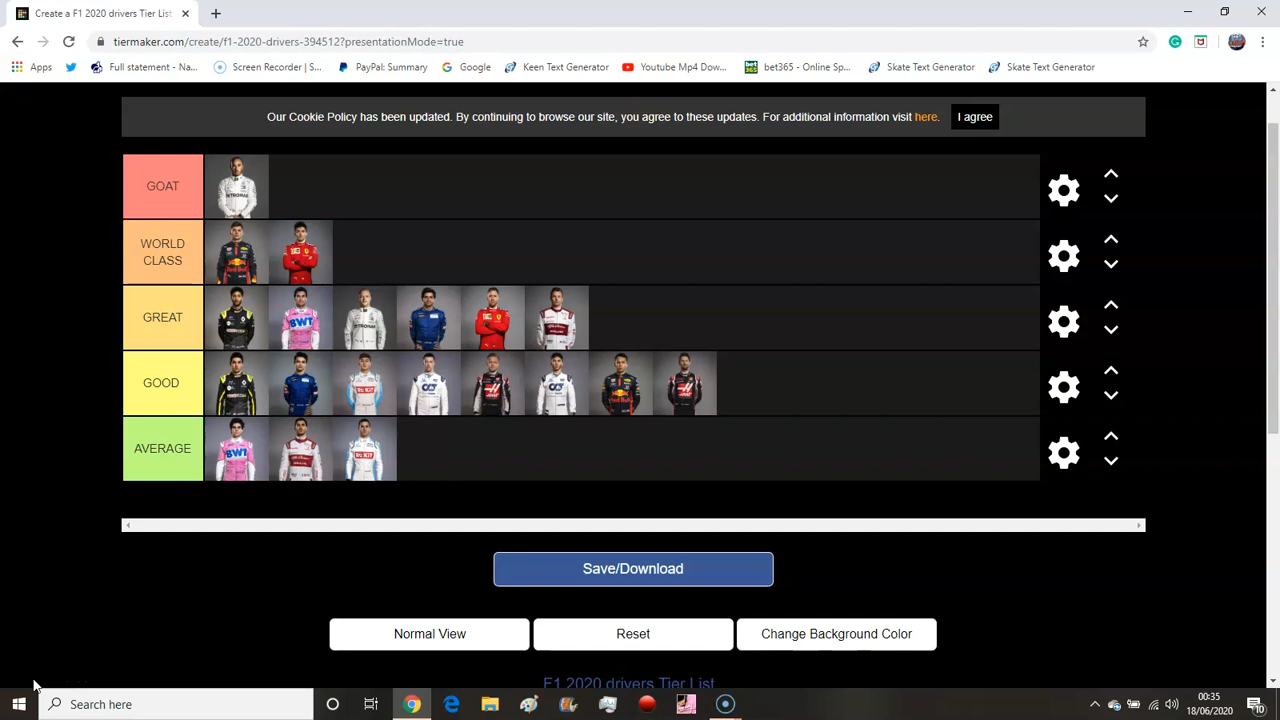 Create a F1 2020 drivers Tier List
tiermaker.com/create/f1-2020-drivers-394512?presentationMode=true
Apps
Full statement - Na...
Screen Recorder | S...
PayPal: Summary
Google
Keen Text Generator
Youtube Mp4 Dow...
bet365
bet365 - Online Sp...
Skate Text Generator
Skate Text Generator
Our Cookie Policy has been updated. By continuing to browse our site, you agree to these updates. For additional information visit here.
I agree
GOAT
WORLD
CLASS
GREAT
BWT
GOOD
AVERAGE
BWT
Save/Download
Normal View
Reset
Change Background Color
F1 2020 drivers Tier List
Search here
00:35
18/06/2020
10